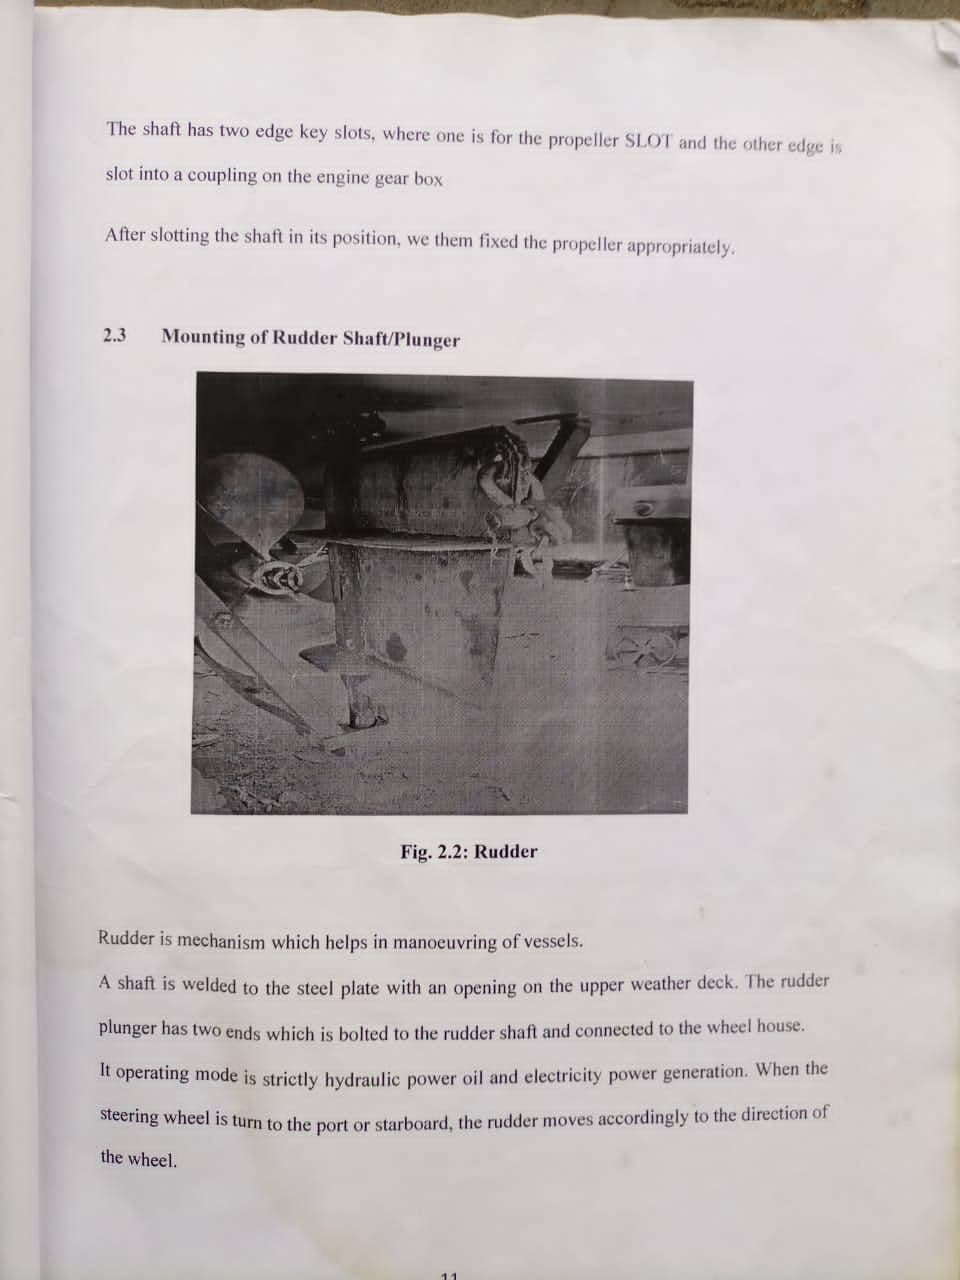 The shaft has two edge key slots, where one is for the propeller SLOT and the other edge is
slot into a coupling on the engine gear box
After slotting the shaft in its position, we them fixed the propeller appropriately.
2.3 Mounting of Rudder Shaft/Plunger
Fig. 2.2: Rudder
Rudder is mechanism which helps in manoeuvring of vessels.
A shaft is welded to the steel plate with an opening on the upper weather deck. The rudder
plunger has two ends which is bolted to the rudder shaft and connected to the wheel house.
It operating mode is strictly hydraulic power oil and electricity power generation. When the
steering wheel is turn to the port or starboard, the rudder moves accordingly to the direction of
the wheel.
11